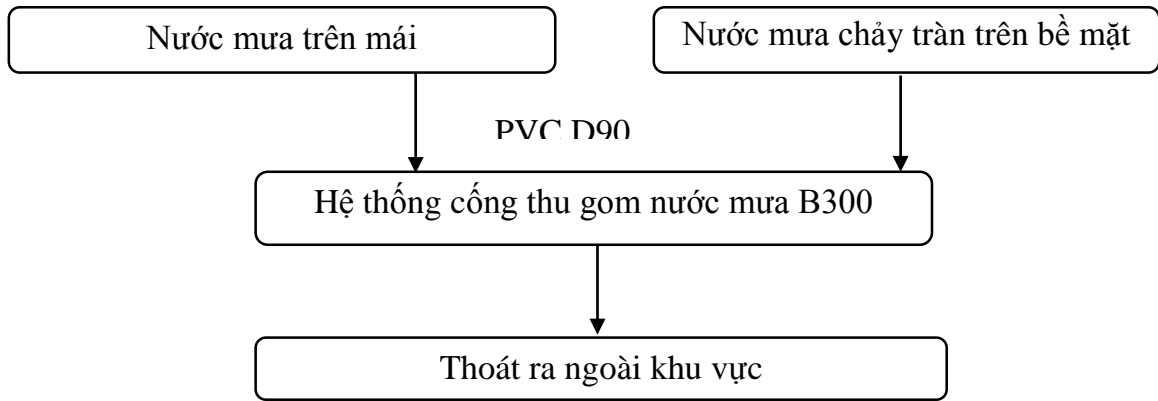 Nước mưa trên mái
Nước mưa chảy tràn trên bề mặt
PVC D90
Hệ thống cống thu gom nước mưa B300
Thoát ra ngoài khu vực